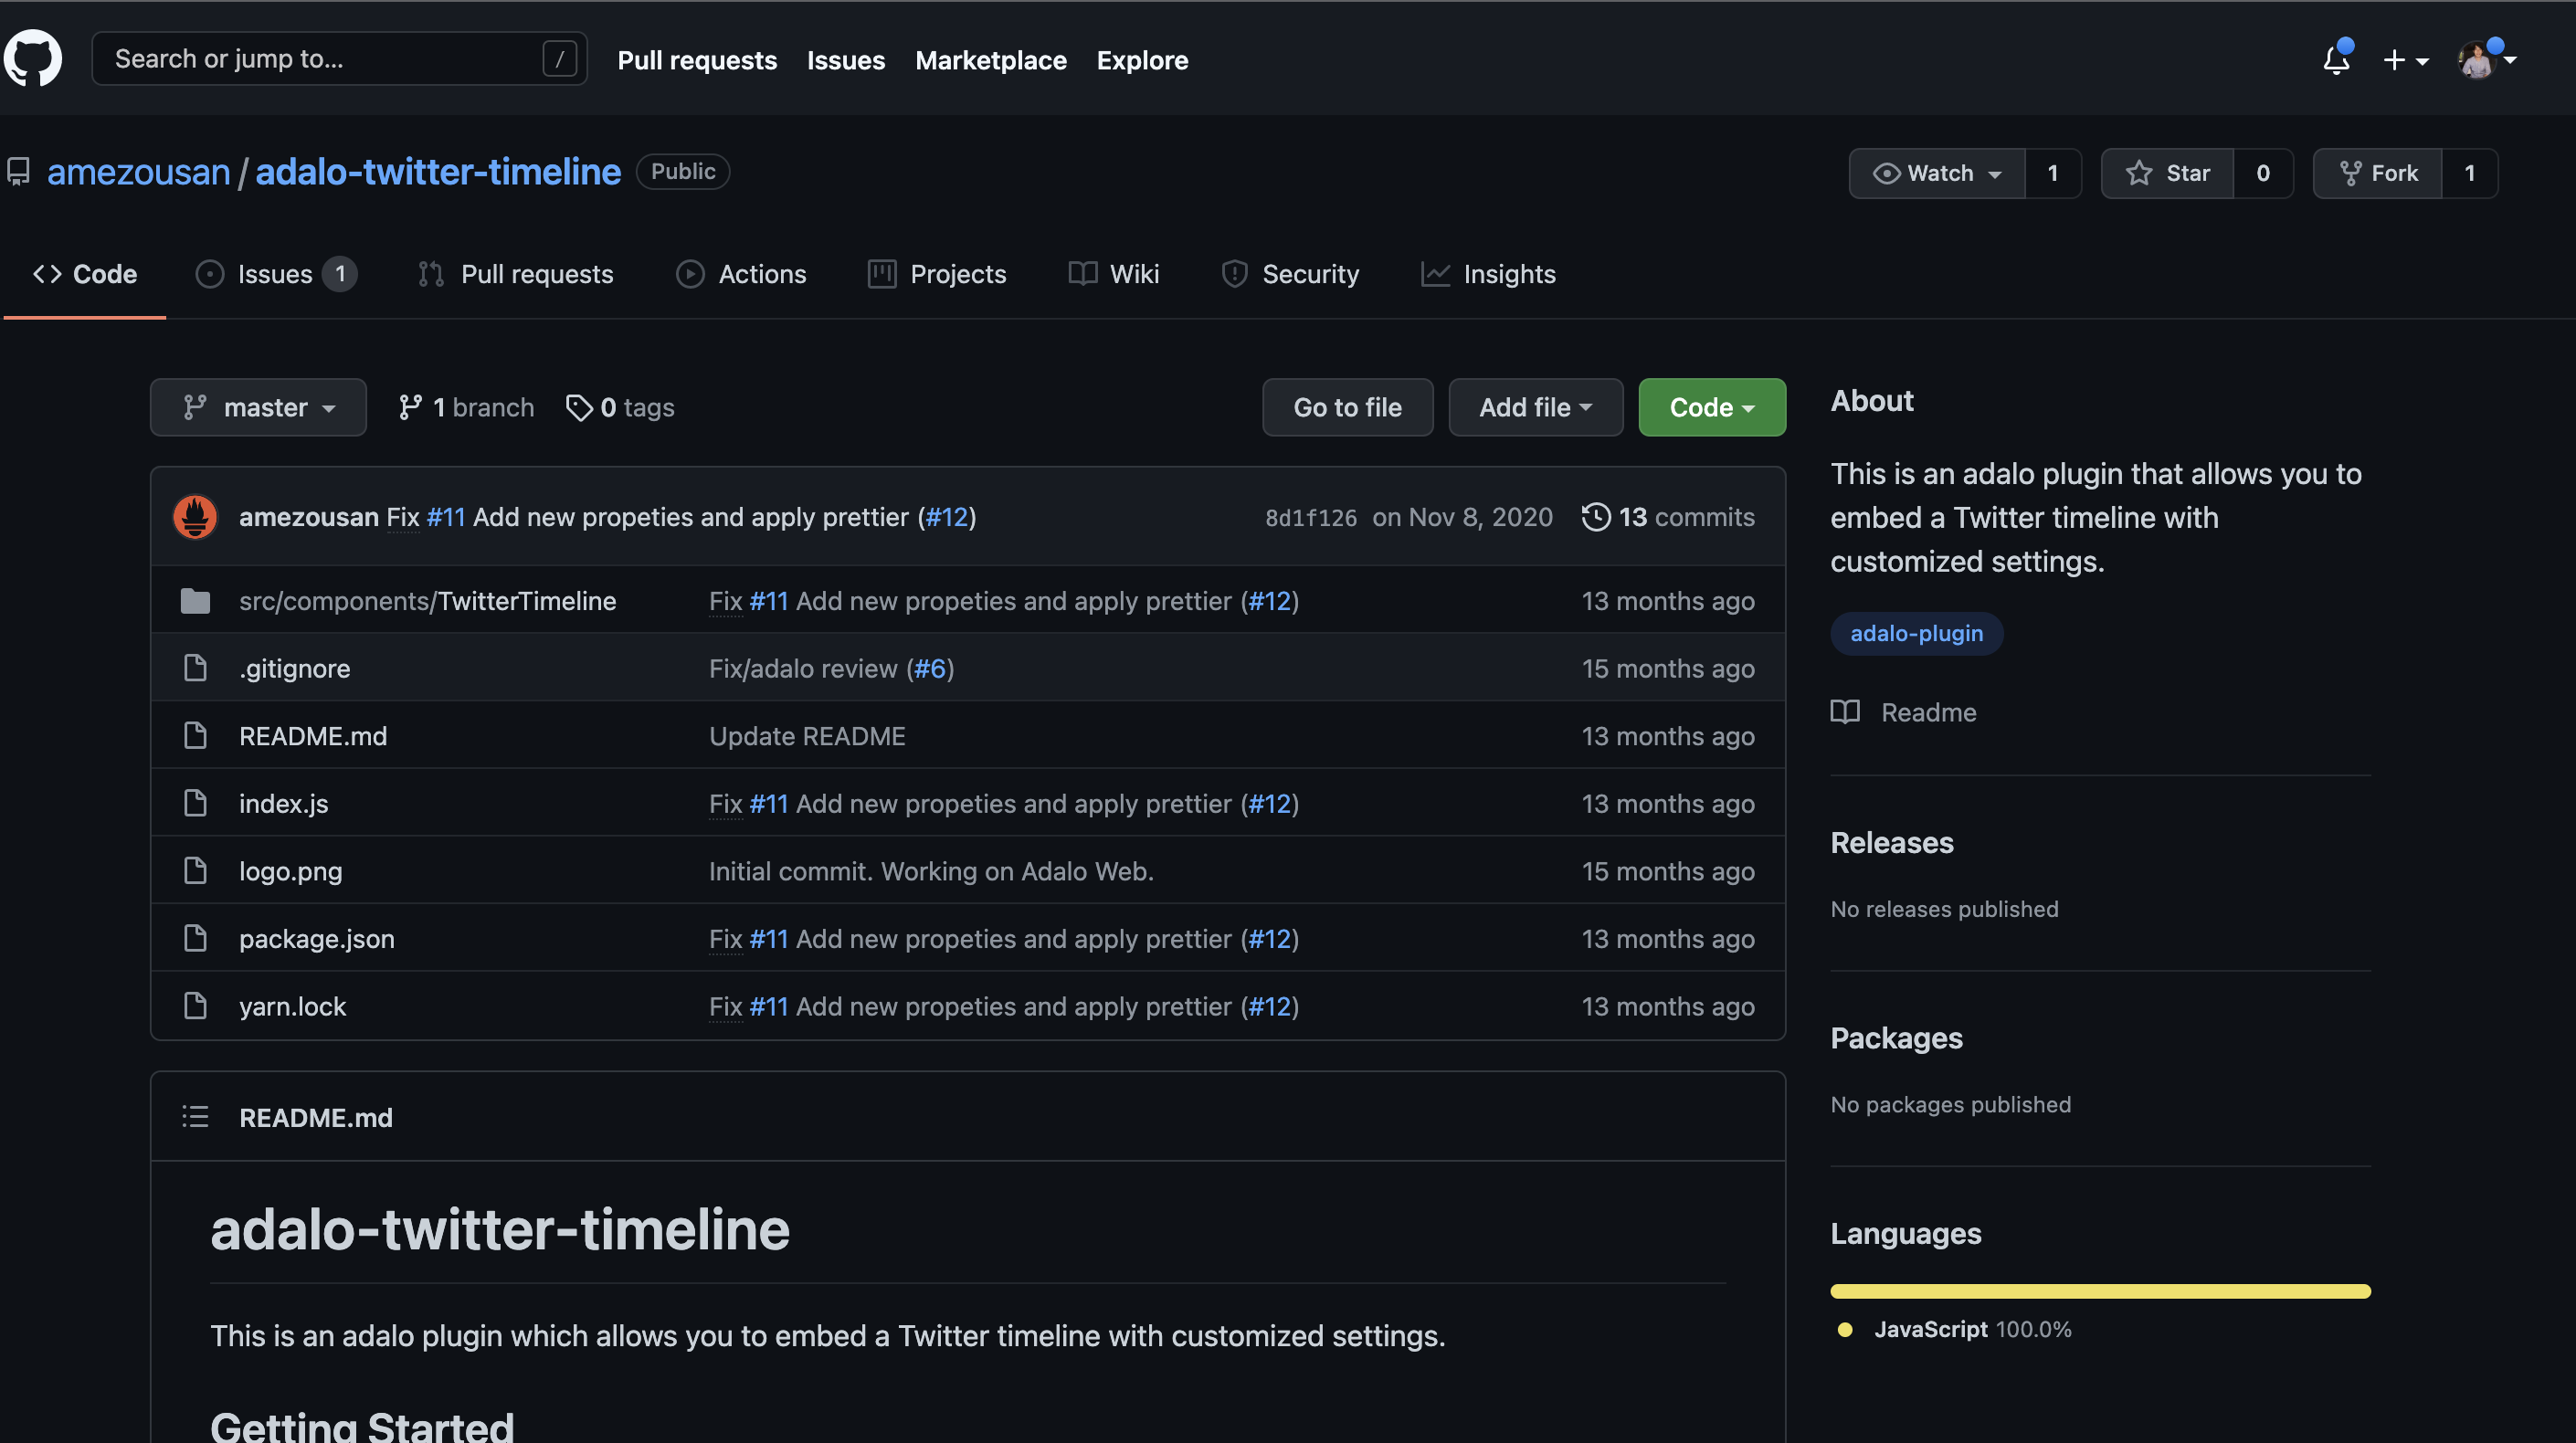 Search or jump to... /
Pull requests Issues Marketplace Explore
amezousan / adalo-twitter-timeline Public
Watch 1 Star 0 Fork 1
Code Issues 1 Pull requests Actions Projects Wiki Security Insights
master 1 branch 0 tags
Go to file Add file Code
amezousan Fix #11 Add new propeties and apply prettier (#12) 8d1f126 on Nov 8, 2020 13 commits
src/components/TwitterTimeline Fix #11 Add new propeties and apply prettier (#12) 13 months ago
.gitignore Fix/adalo review (#6) 15 months ago
README.md Update README 13 months ago
index.js Fix #11 Add new propeties and apply prettier (#12) 13 months ago
logo.png Initial commit. Working on Adalo Web. 15 months ago
package.json Fix #11 Add new propeties and apply prettier (#12) 13 months ago
yarn.lock Fix #11 Add new propeties and apply prettier (#12) 13 months ago
README.md
adalo-twitter-timeline
This is an adalo plugin which allows you to embed a Twitter timeline with customized settings.
Getting Started
About
This is an adalo plugin that allows you to
embed a Twitter timeline with
customized settings.
adalo-plugin
Readme
Releases
No releases published
Packages
No packages published
Languages
JavaScript 100.0%